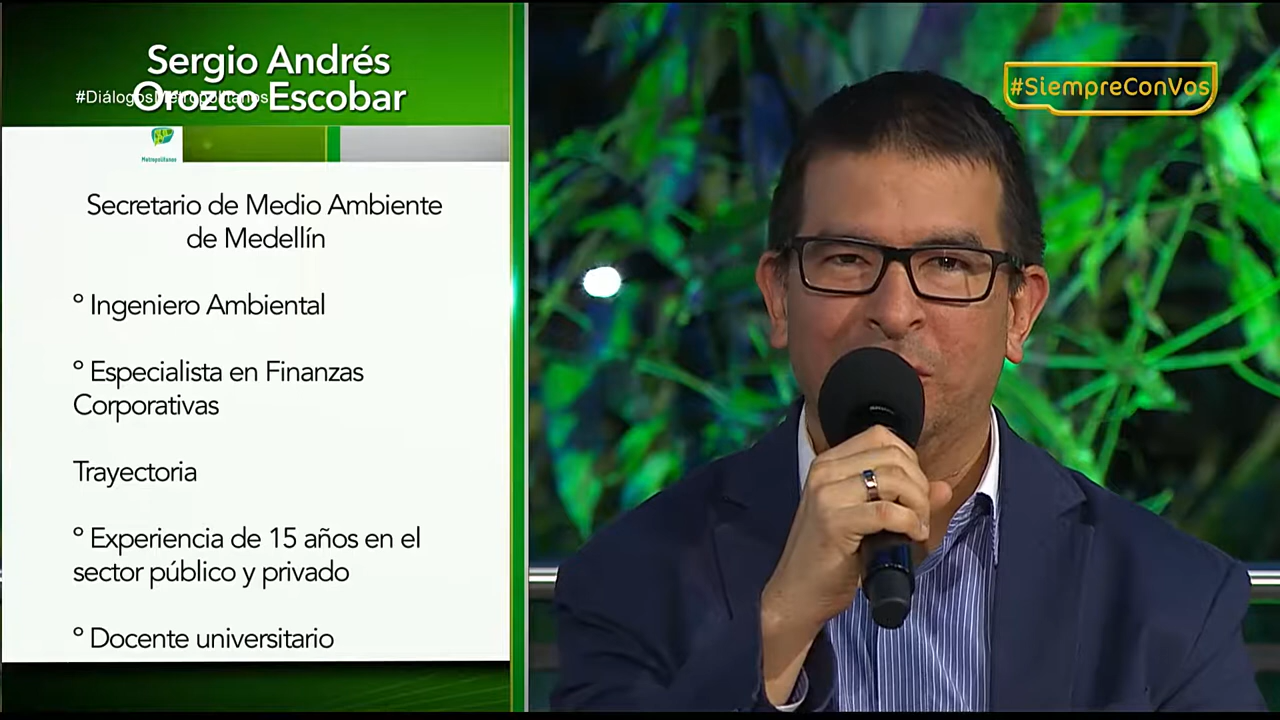 Sergio Andrés
Orozco Escobar
#DiálogosMetropolitanos
#SiempreConVos
Metropolitanos
Secretario de Medio Ambiente
de Medellín
° Ingeniero Ambiental
° Especialista en Finanzas
Corporativas
Trayectoria
° Experiencia de 15 años en el
sector público y privado
° Docente universitario